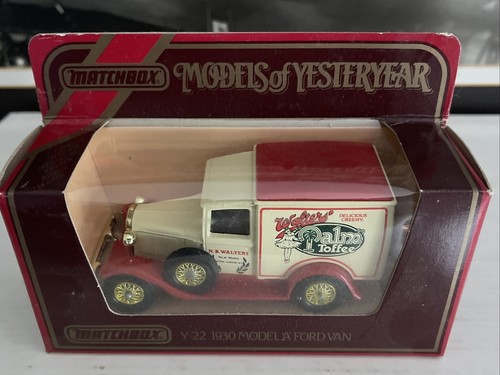 MATCHBOX
MODELS of YESTERYEAR
Walters'
DELICIOUS
CREAMY
Palm
Toffee
N.B. WALTERS
MATCHBOX
Y-22 1930 MODEL 'A' FORD VAN